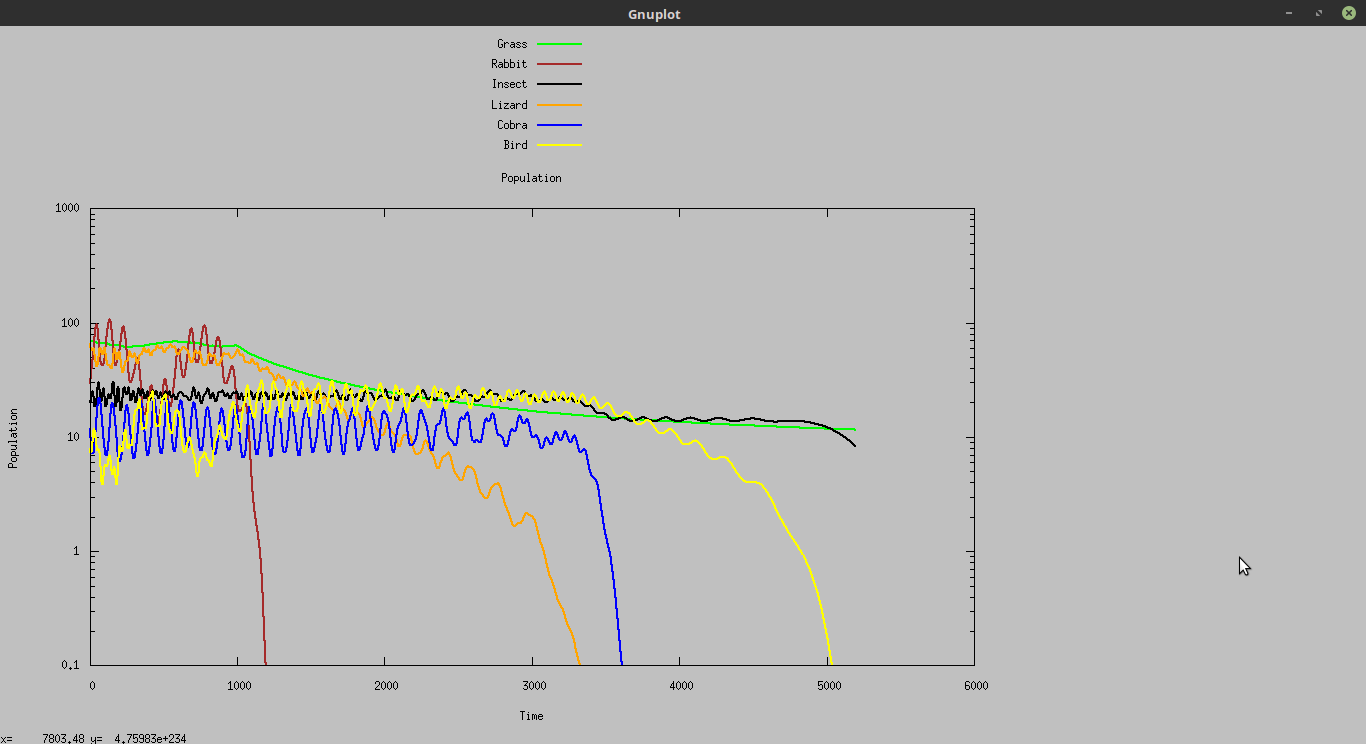 Gnuplot
Grass
Rabbit
Insect
Lizard
Cobra
Bird
Population
1000
100
10
1
0.1
Population
0 1000 2000 3000 4000 5000 6000
Time
x= 7803.48 y= 4.75983e+234